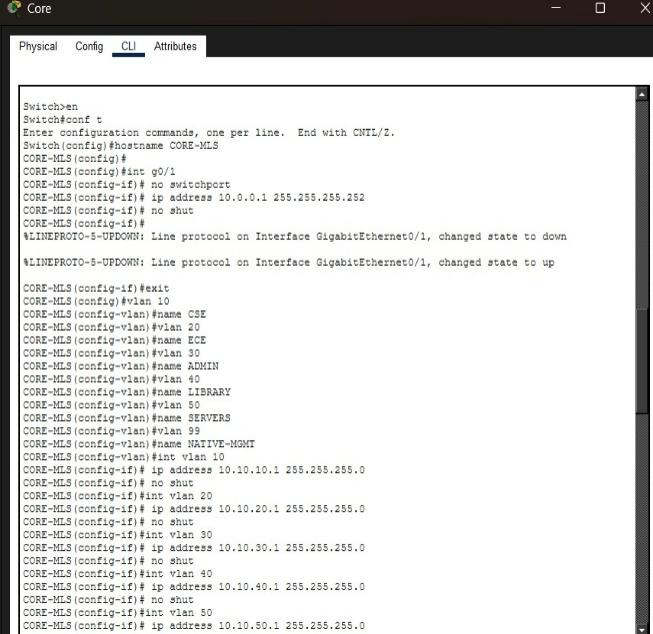 Core
Physical Config CLI Attributes
Switch>en
Switch#conf t
Enter configuration commands, one per line.  End with CNTL/Z.
Switch(config)#hostname CORE-MLS
CORE-MLS(config)#
CORE-MLS(config)#int g0/1
CORE-MLS(config-if)# no switchport
CORE-MLS(config-if)# ip address 10.0.0.1 255.255.255.252
CORE-MLS(config-if)# no shut
CORE-MLS(config-if)#
%LINEPROTO-5-UPDOWN: Line protocol on Interface GigabitEthernet0/1, changed state to down
%LINEPROTO-5-UPDOWN: Line protocol on Interface GigabitEthernet0/1, changed state to up
CORE-MLS(config-if)#exit
CORE-MLS(config)#vlan 10
CORE-MLS(config-vlan)#name CSE
CORE-MLS(config-vlan)#vlan 20
CORE-MLS(config-vlan)#name ECE
CORE-MLS(config-vlan)#vlan 30
CORE-MLS(config-vlan)#name ADMIN
CORE-MLS(config-vlan)#vlan 40
CORE-MLS(config-vlan)#name LIBRARY
CORE-MLS(config-vlan)#vlan 50
CORE-MLS(config-vlan)#name SERVERS
CORE-MLS(config-vlan)#vlan 99
CORE-MLS(config-vlan)#name NATIVE-MGMT
CORE-MLS(config-vlan)#int vlan 10
CORE-MLS(config-if)# ip address 10.10.10.1 255.255.255.0
CORE-MLS(config-if)# no shut
CORE-MLS(config-if)#int vlan 20
CORE-MLS(config-if)# ip address 10.10.20.1 255.255.255.0
CORE-MLS(config-if)# no shut
CORE-MLS(config-if)#int vlan 30
CORE-MLS(config-if)# ip address 10.10.30.1 255.255.255.0
CORE-MLS(config-if)# no shut
CORE-MLS(config-if)#int vlan 40
CORE-MLS(config-if)# ip address 10.10.40.1 255.255.255.0
CORE-MLS(config-if)# no shut
CORE-MLS(config-if)#int vlan 50
CORE-MLS(config-if)# ip address 10.10.50.1 255.255.255.0